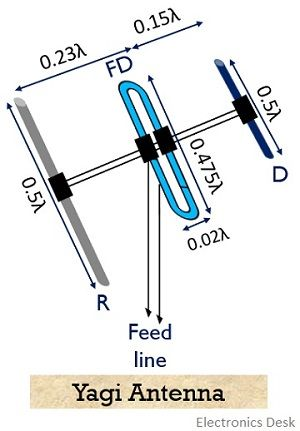 0.23λ
0.15λ
FD
0.5λ
0.5λ
0.475λ
D
0.02λ
R
Feed
line
Yagi Antenna
Electronics Desk